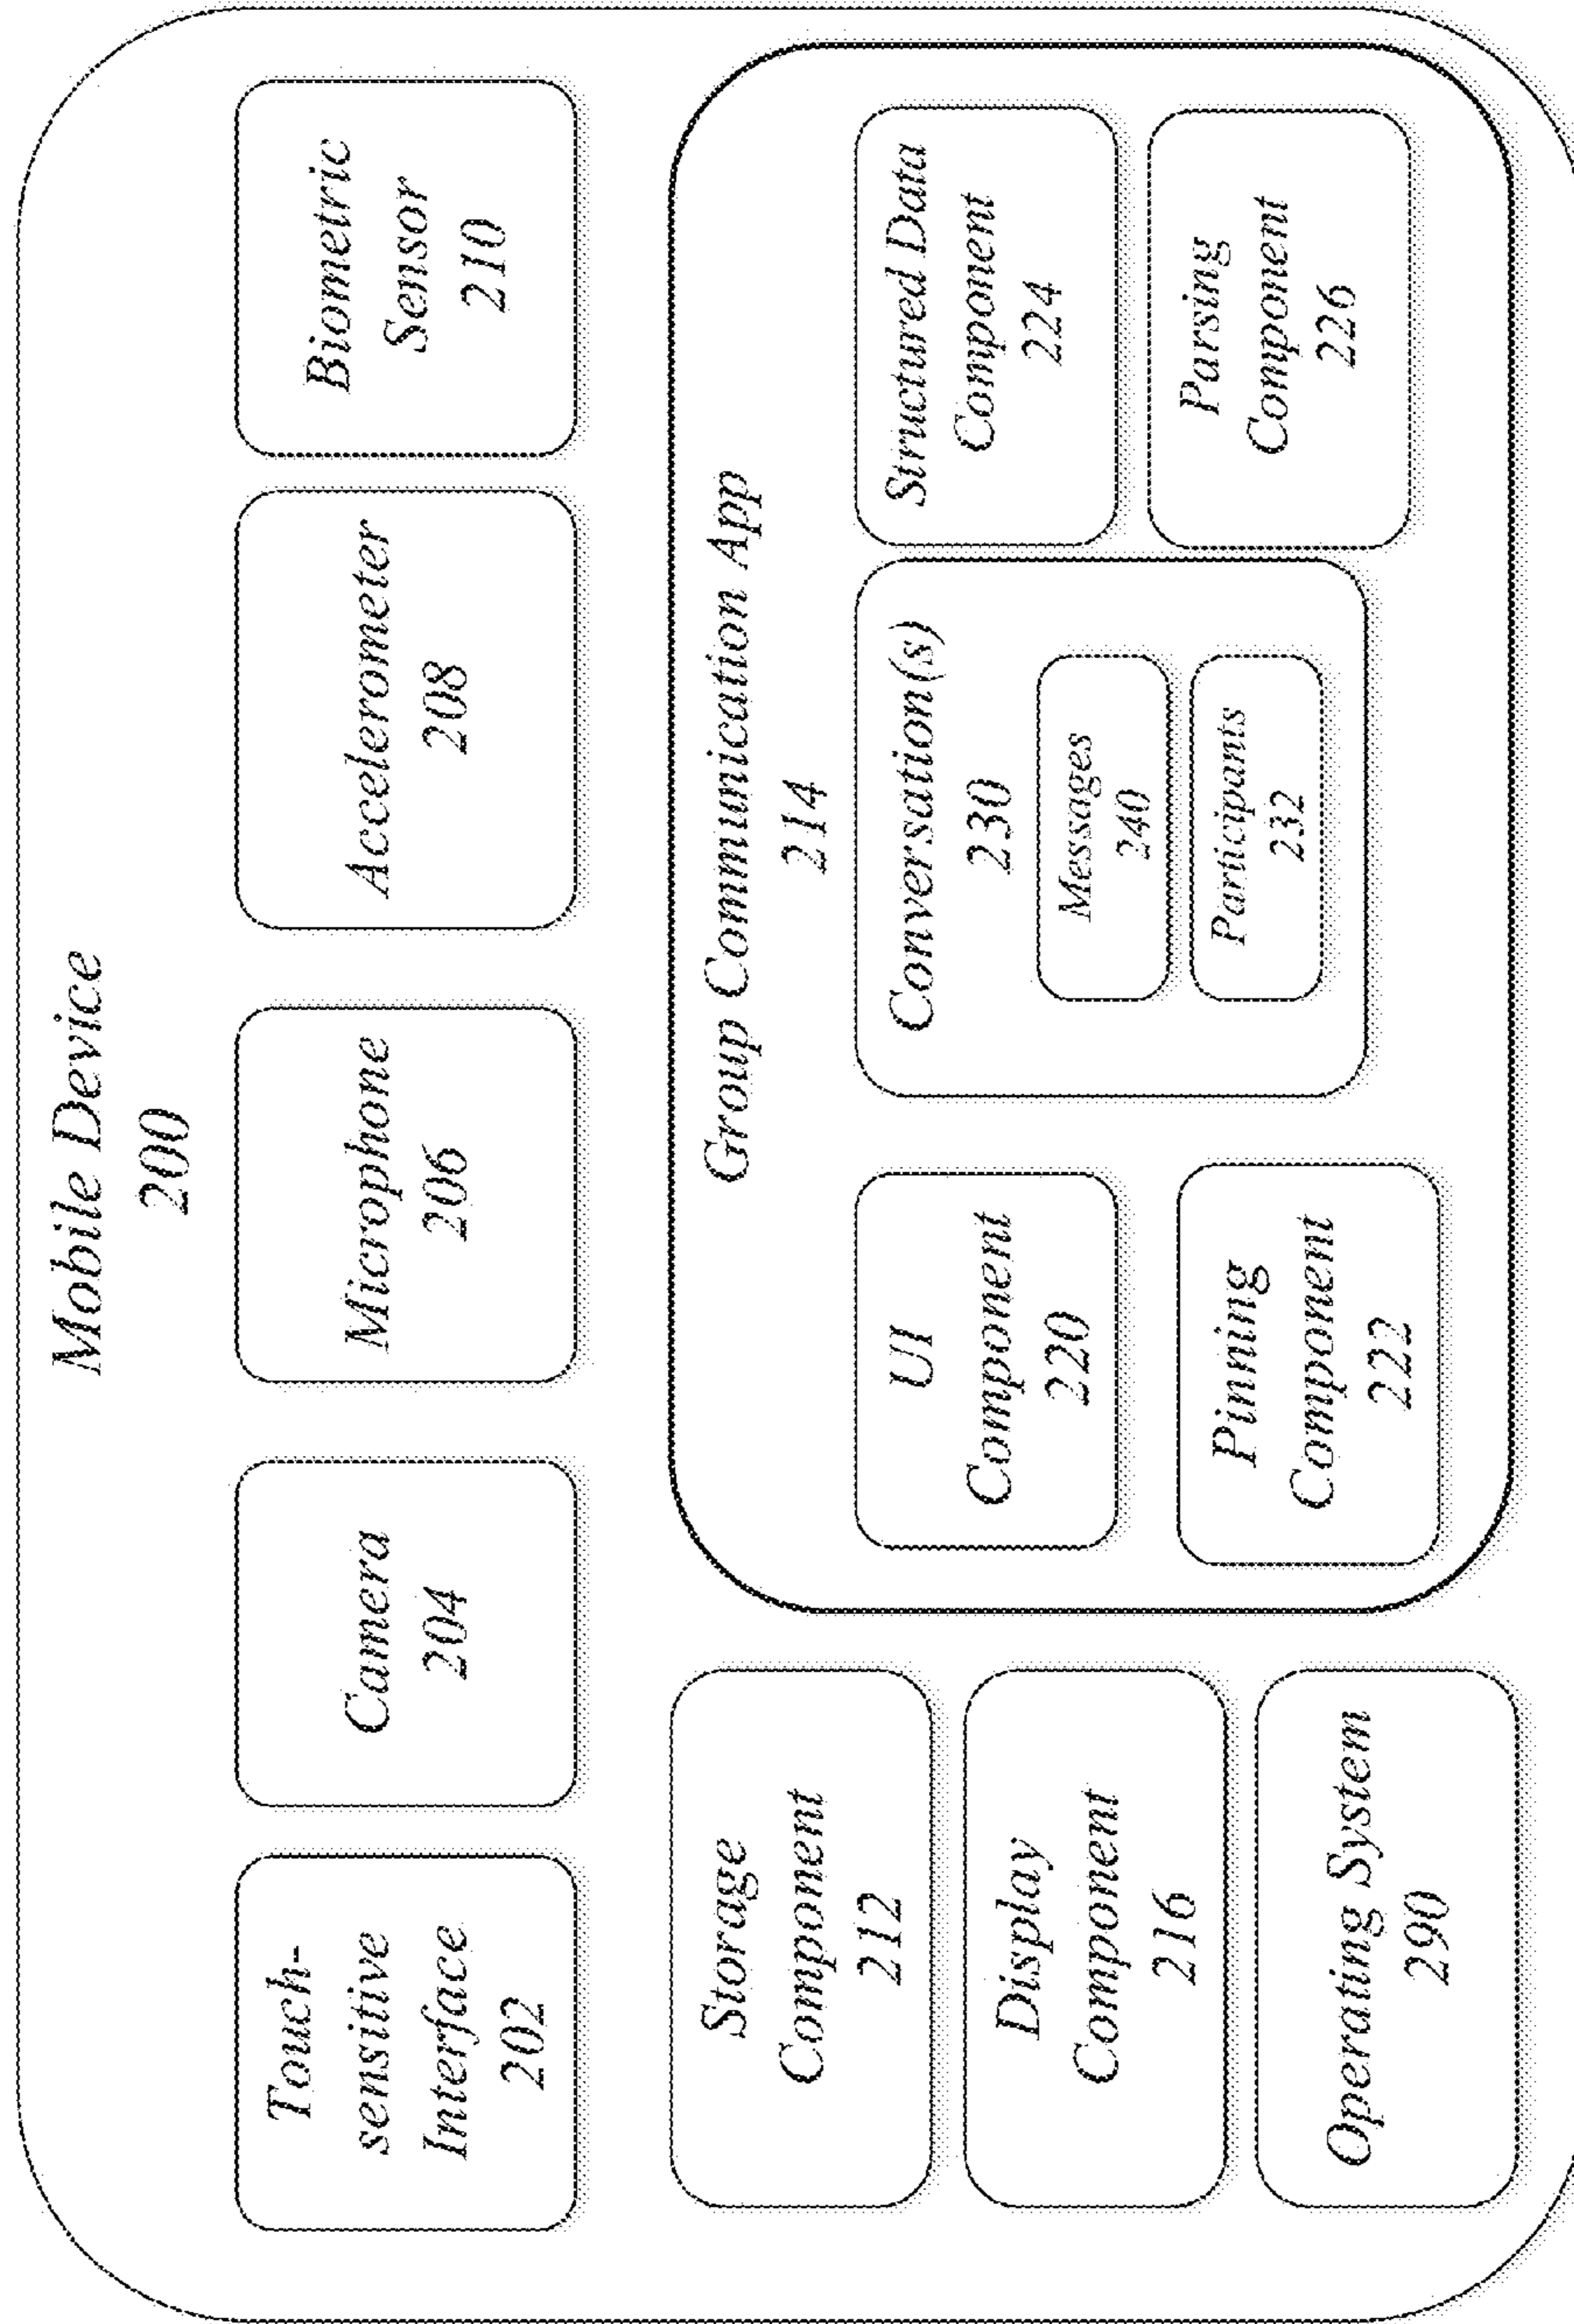 Mobile Device
200
Touch-
sensitive
Interface
202
Camera
204
Microphone
206
Accelerometer
208
Biometric
Sensor
210
Storage
Component
212
Display
Component
216
Operating System
290
Group Communication App
214
UI
Component
220
Pinning
Component
222
Conversation(s)
230
Messages
240
Participants
232
Structured Data
Component
224
Parsing
Component
226